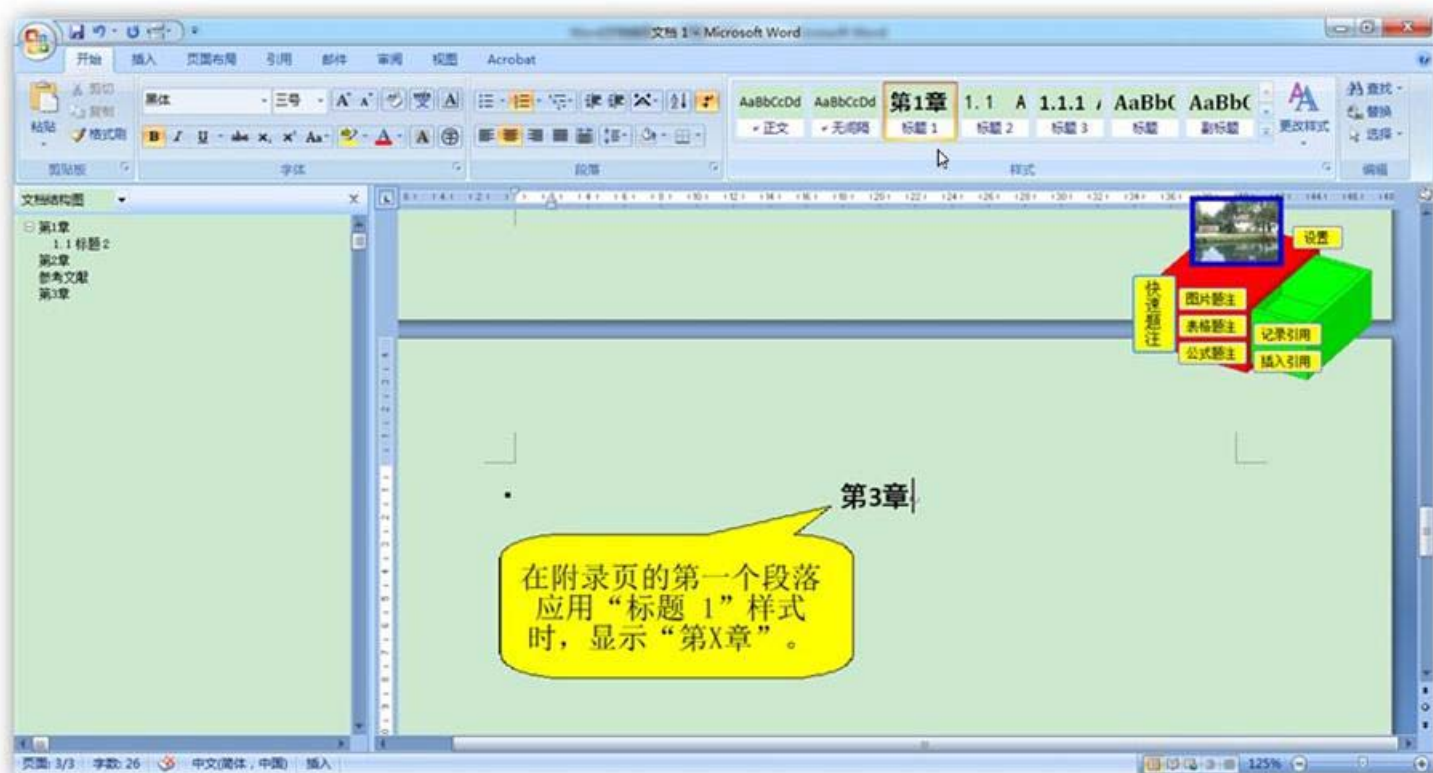 文档 1 - Microsoft Word
开始 插入 页面布局 引用 邮件 审阅 视图 Acrobat
剪切
复制
粘贴
格式刷
剪贴板
黑体 三号
B I U
字体
段落
AaBbCcDd AaBbCcDd 第1章 1.1 A 1.1.1 AaBb( AaBb(
正文 无间隔 标题 1 标题 2 标题 3 标题 副标题
更改样式
样式
查找
替换
选择
编辑
文档结构图
第1章
1.1 标题 2
第2章
参考文献
第3章
设置
快速题注
图片题注
表格题注
公式题注
记录引用
插入引用
第3章
在附录页的第一个段落
应用“标题 1”样式
时，显示“第X章”。
页面: 3/3 字数: 26 中文(简体，中国) 插入 125%